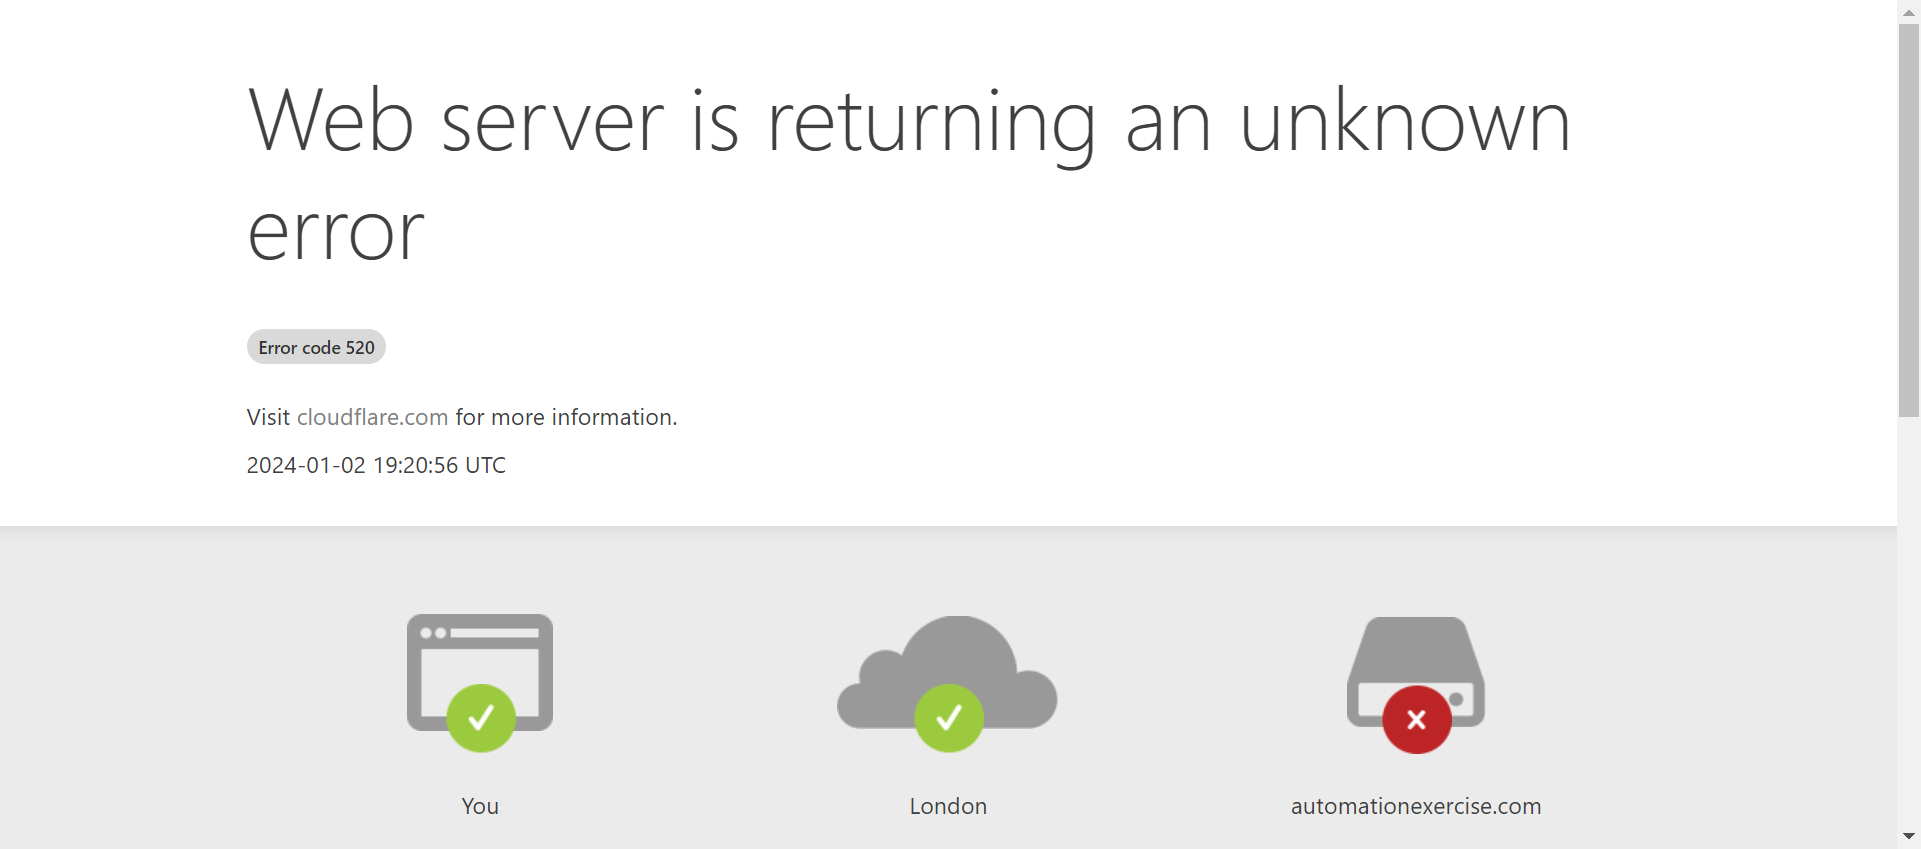 Web server is returning an unknown
error
Error code 520
Visit cloudflare.com for more information.
2024-01-02 19:20:56 UTC
You
London
automationexercise.com